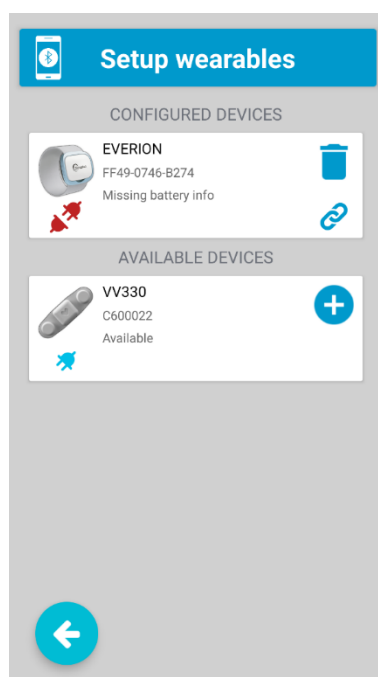 Setup wearables
CONFIGURED DEVICES
EVERION
FF49-0746-B274
Missing battery info
AVAILABLE DEVICES
VV330
C600022
Available